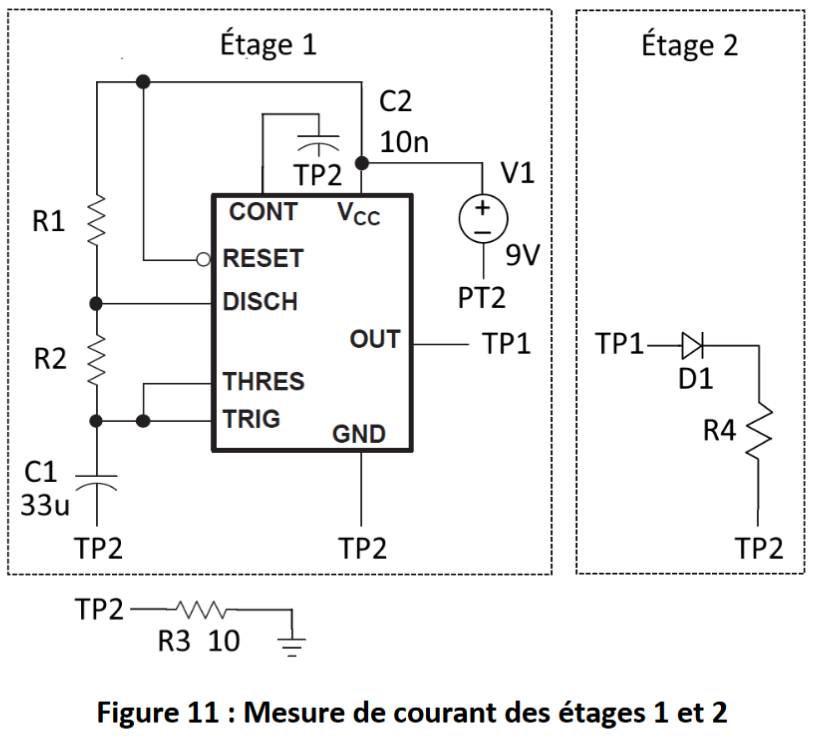 Étage 1
Étage 2
C2
10n
TP2
V1
CONT
VCC
+
−
R1
RESET
9V
PT2
DISCH
OUT
TP1
TP1
R2
D1
THRES
TRIG
R4
GND
C1
33u
TP2
TP2
TP2
TP2
R3 10
Figure 11 : Mesure de courant des étages 1 et 2